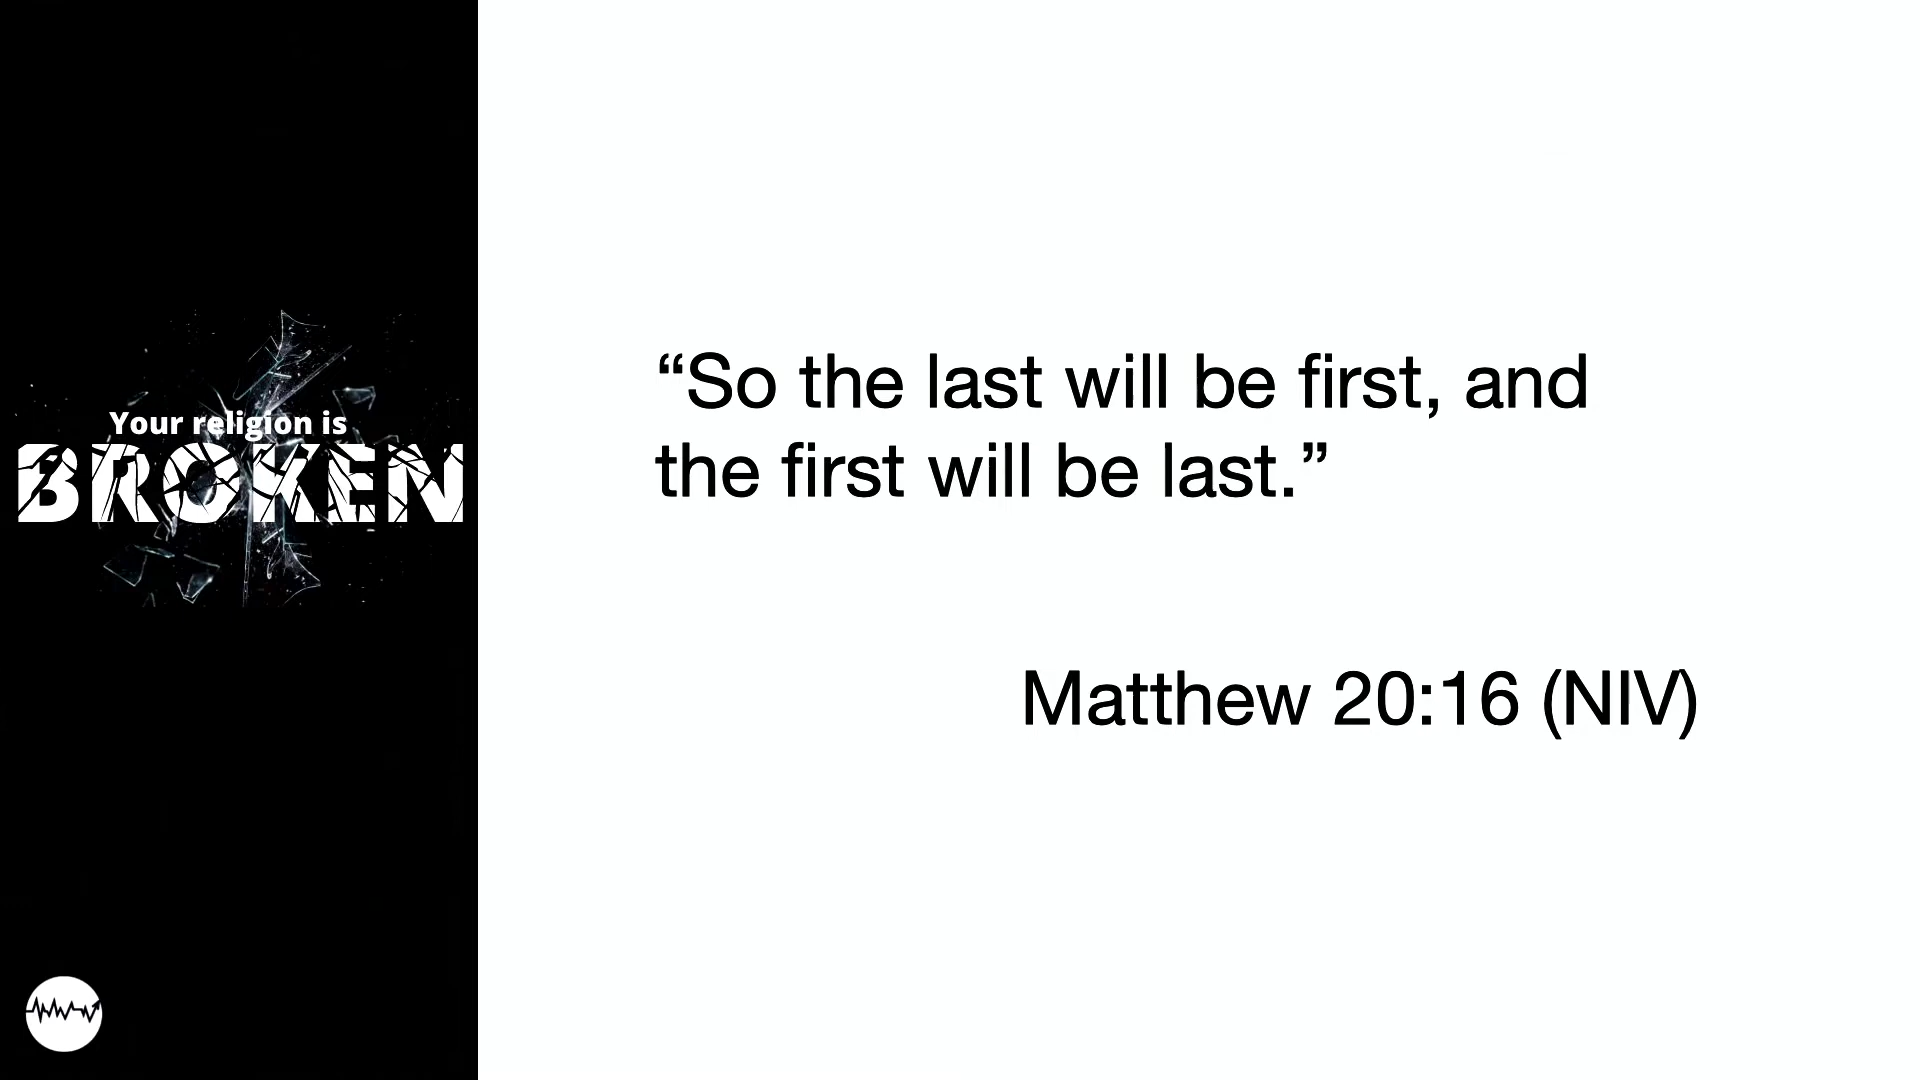 Your religion is
BROKEN
“So the last will be first, and
the first will be last.”
Matthew 20:16 (NIV)